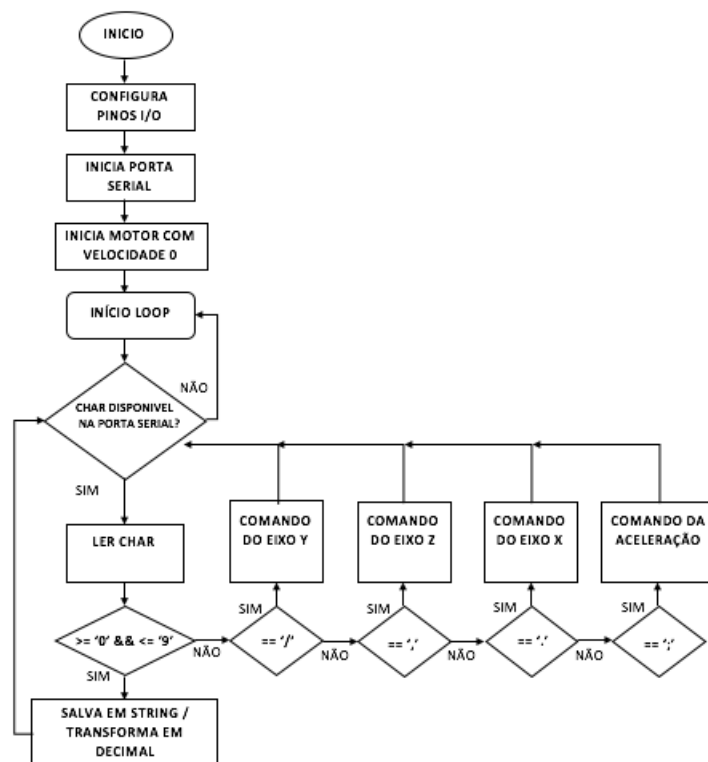 INICIO
CONFIGURA
PINOS I/O
INICIA PORTA
SERIAL
INICIA MOTOR COM
VELOCIDADE 0
INÍCIO LOOP
NÃO
CHAR DISPONIVEL
NA PORTA SERIAL?
SIM
LER CHAR
COMANDO
DO EIXO Y
COMANDO
DO EIXO Z
COMANDO
DO EIXO X
COMANDO DA
ACELERAÇÃO
SIM
SIM
SIM
SIM
>= '0' && <= '9'
NÃO
== '/'
NÃO
== ','
NÃO
== '.'
NÃO
== ';'
SIM
SALVA EM STRING /
TRANSFORMA EM
DECIMAL